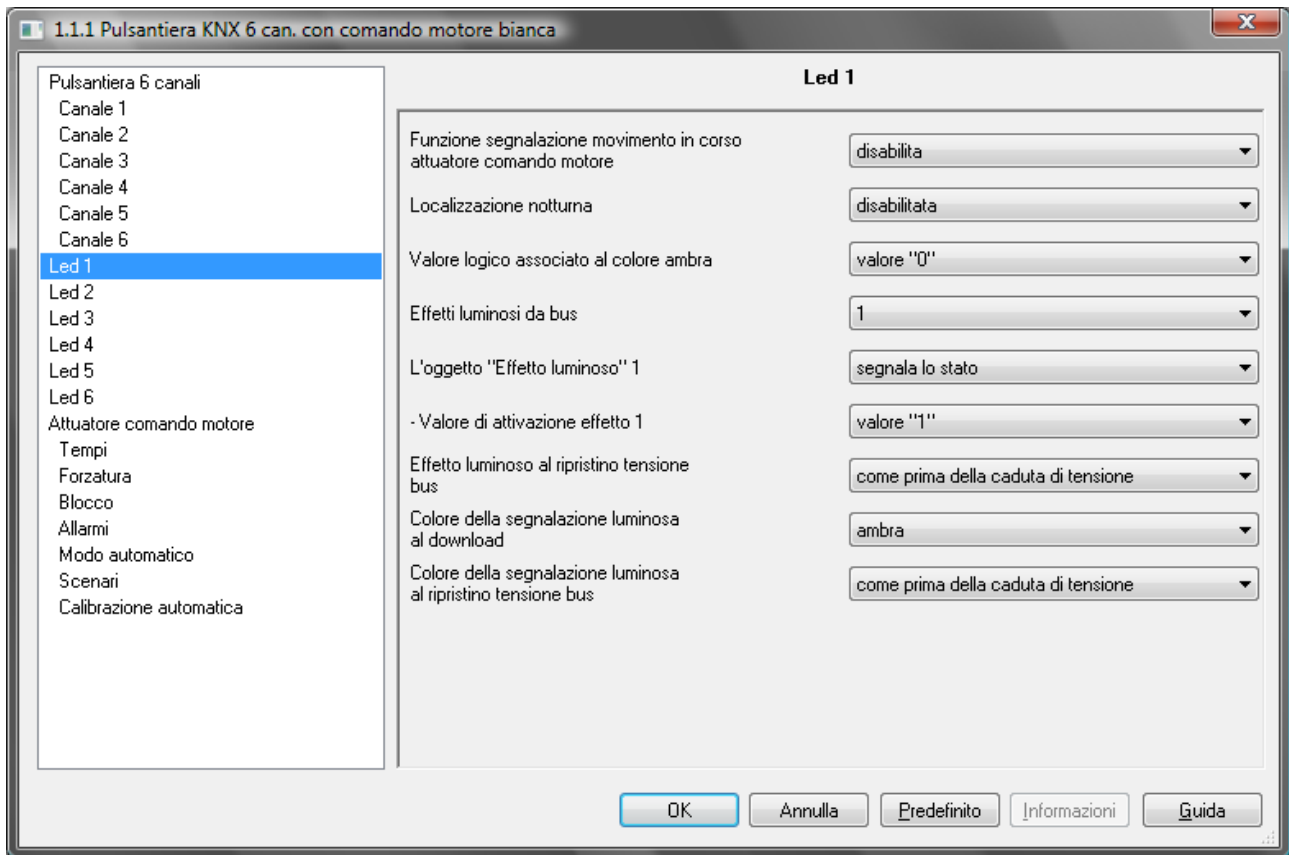 1.1.1 Pulsantiera KNX 6 can. con comando motore bianca
Pulsantiera 6 canali
Canale 1
Canale 2
Canale 3
Canale 4
Canale 5
Canale 6
Led 1
Led 2
Led 3
Led 4
Led 5
Led 6
Attuatore comando motore
Tempi
Forzatura
Blocco
Allarmi
Modo automatico
Scenari
Calibrazione automatica
Led 1
Funzione segnalazione movimento in corso
attuatore comando motore
disabilita
Localizzazione notturna
disabilitata
Valore logico associato al colore ambra
valore "0"
Effetti luminosi da bus
1
L'oggetto "Effetto luminoso" 1
segnala lo stato
- Valore di attivazione effetto 1
valore "1"
Effetto luminoso al ripristino tensione
bus
come prima della caduta di tensione
Colore della segnalazione luminosa
al download
ambra
Colore della segnalazione luminosa
al ripristino tensione bus
come prima della caduta di tensione
OK
Annulla
Predefinito
Informazioni
Guida